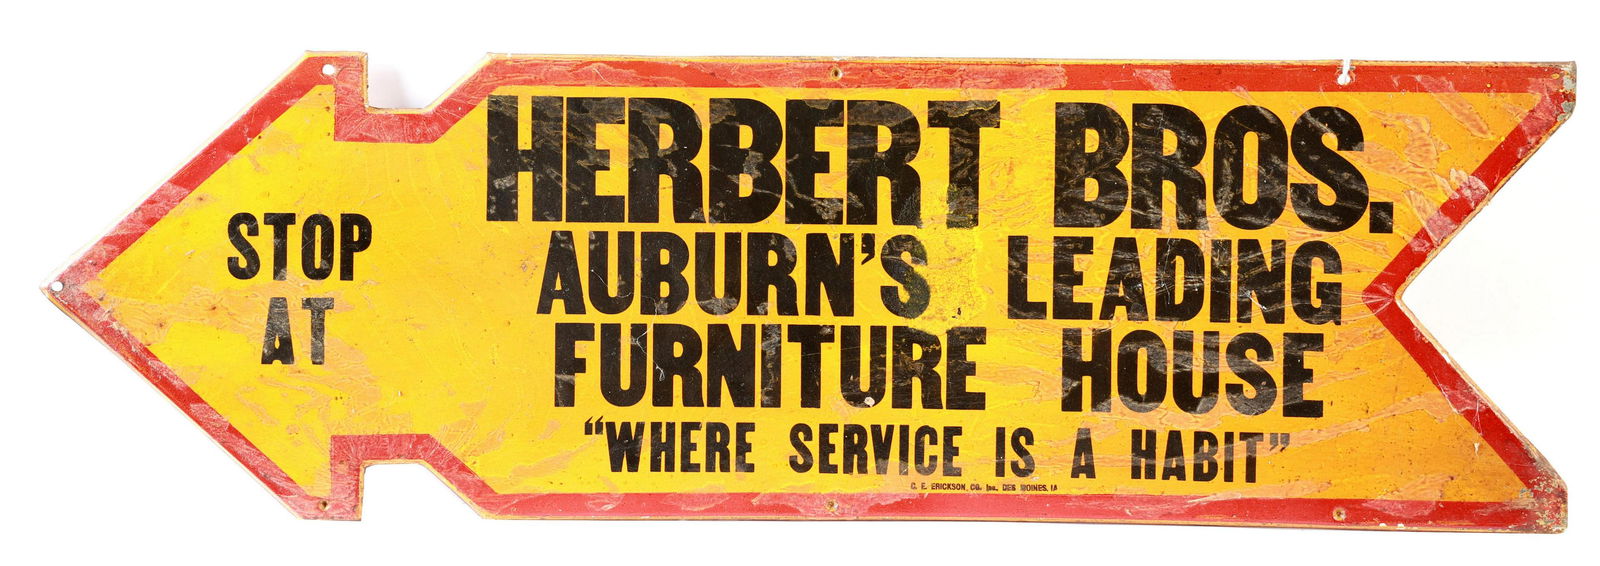 STOP
AT
HERBERT BROS.
AUBURN'S LEADING
FURNITURE HOUSE
"WHERE SERVICE IS A HABIT"
C. E. ERICKSON, CO. Inc., DES MOINES, IA